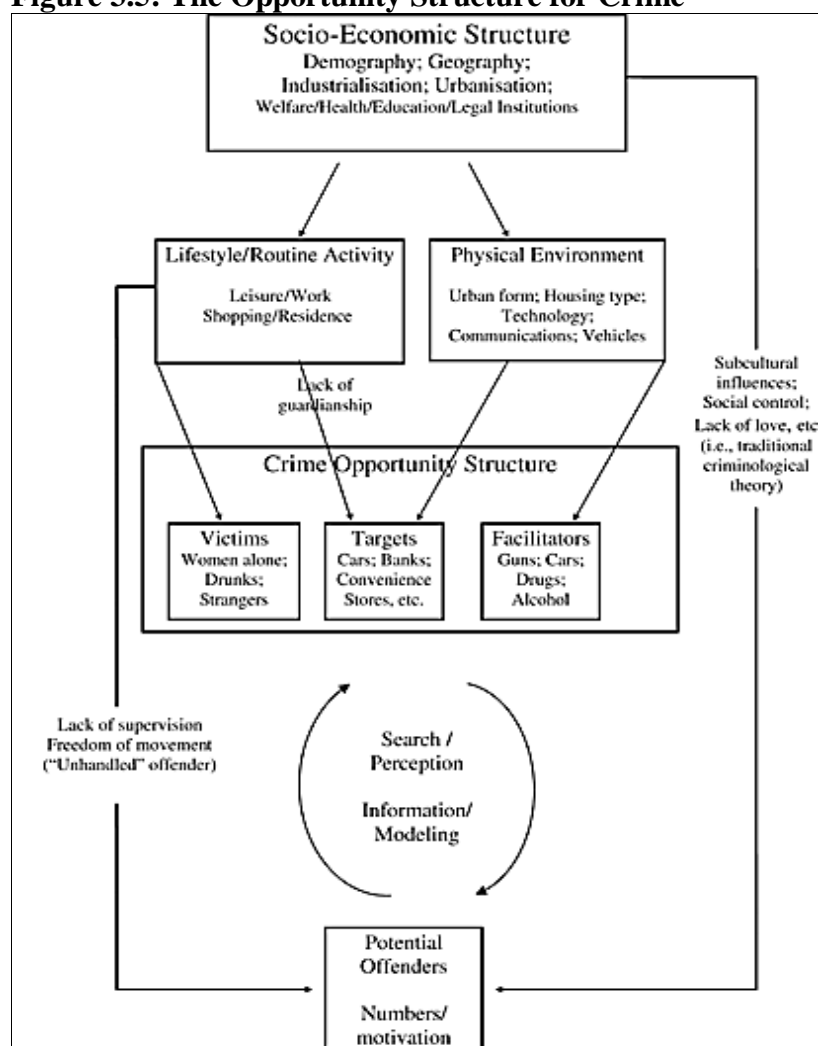 Figure 3.3: The Opportunity Structure for Crime
Socio-Economic Structure
Demography; Geography;
Industrialisation; Urbanisation;
Welfare/Health/Education/Legal Institutions
Lifestyle/Routine Activity
Leisure/Work
Shopping/Residence
Physical Environment
Urban form; Housing type;
Technology;
Communications; Vehicles
Lack of
guardianship
Subcultural
influences;
Social control;
Lack of love, etc
(i.e., traditional
criminological
theory)
Crime Opportunity Structure
Victims
Women alone;
Drunks;
Strangers
Targets
Cars; Banks;
Convenience
Stores, etc.
Facilitators
Guns; Cars;
Drugs;
Alcohol
Lack of supervision
Freedom of movement
("Unhandled" offender)
Search /
Perception
Information/
Modeling
Potential
Offenders
Numbers/
motivation